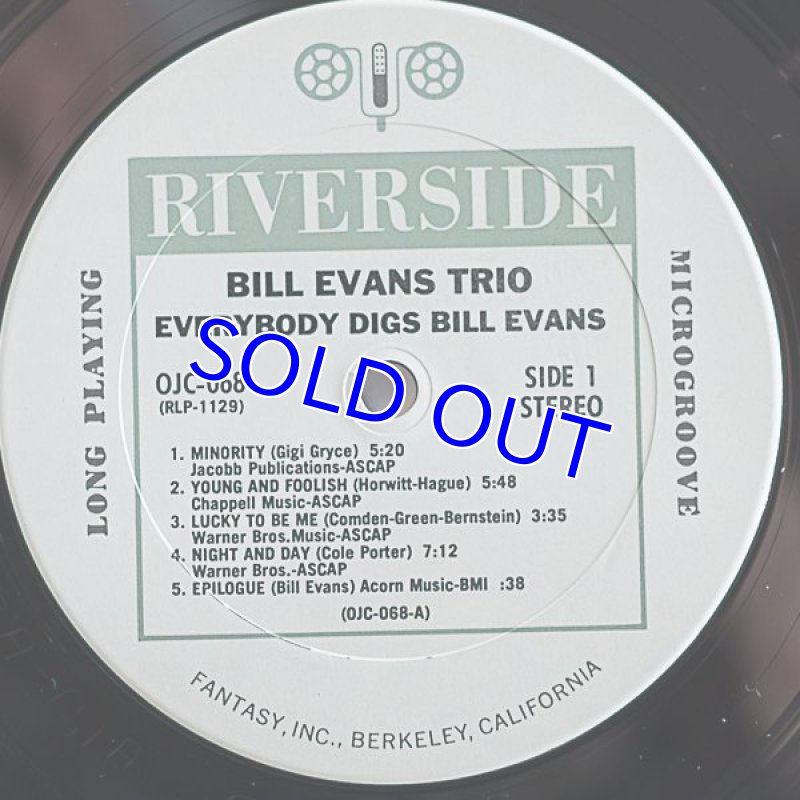 RIVERSIDE
BILL EVANS TRIO
EVERYBODY DIGS BILL EVANS
OJC-068
(RLP-1129)
SIDE 1
STEREO
LONG PLAYING
MICROGROOVE
1. MINORITY (Gigi Gryce) 5:20
Jacobb Publications-ASCAP
2. YOUNG AND FOOLISH (Horwitt-Hague) 5:48
Chappell Music-ASCAP
3. LUCKY TO BE ME (Comden-Green-Bernstein) 3:35
Warner Bros.Music-ASCAP
4. NIGHT AND DAY (Cole Porter) 7:12
Warner Bros.-ASCAP
5. EPILOGUE (Bill Evans) Acorn Music-BMI :38
(OJC-068-A)
FANTASY, INC., BERKELEY, CALIFORNIA
SOLD OUT